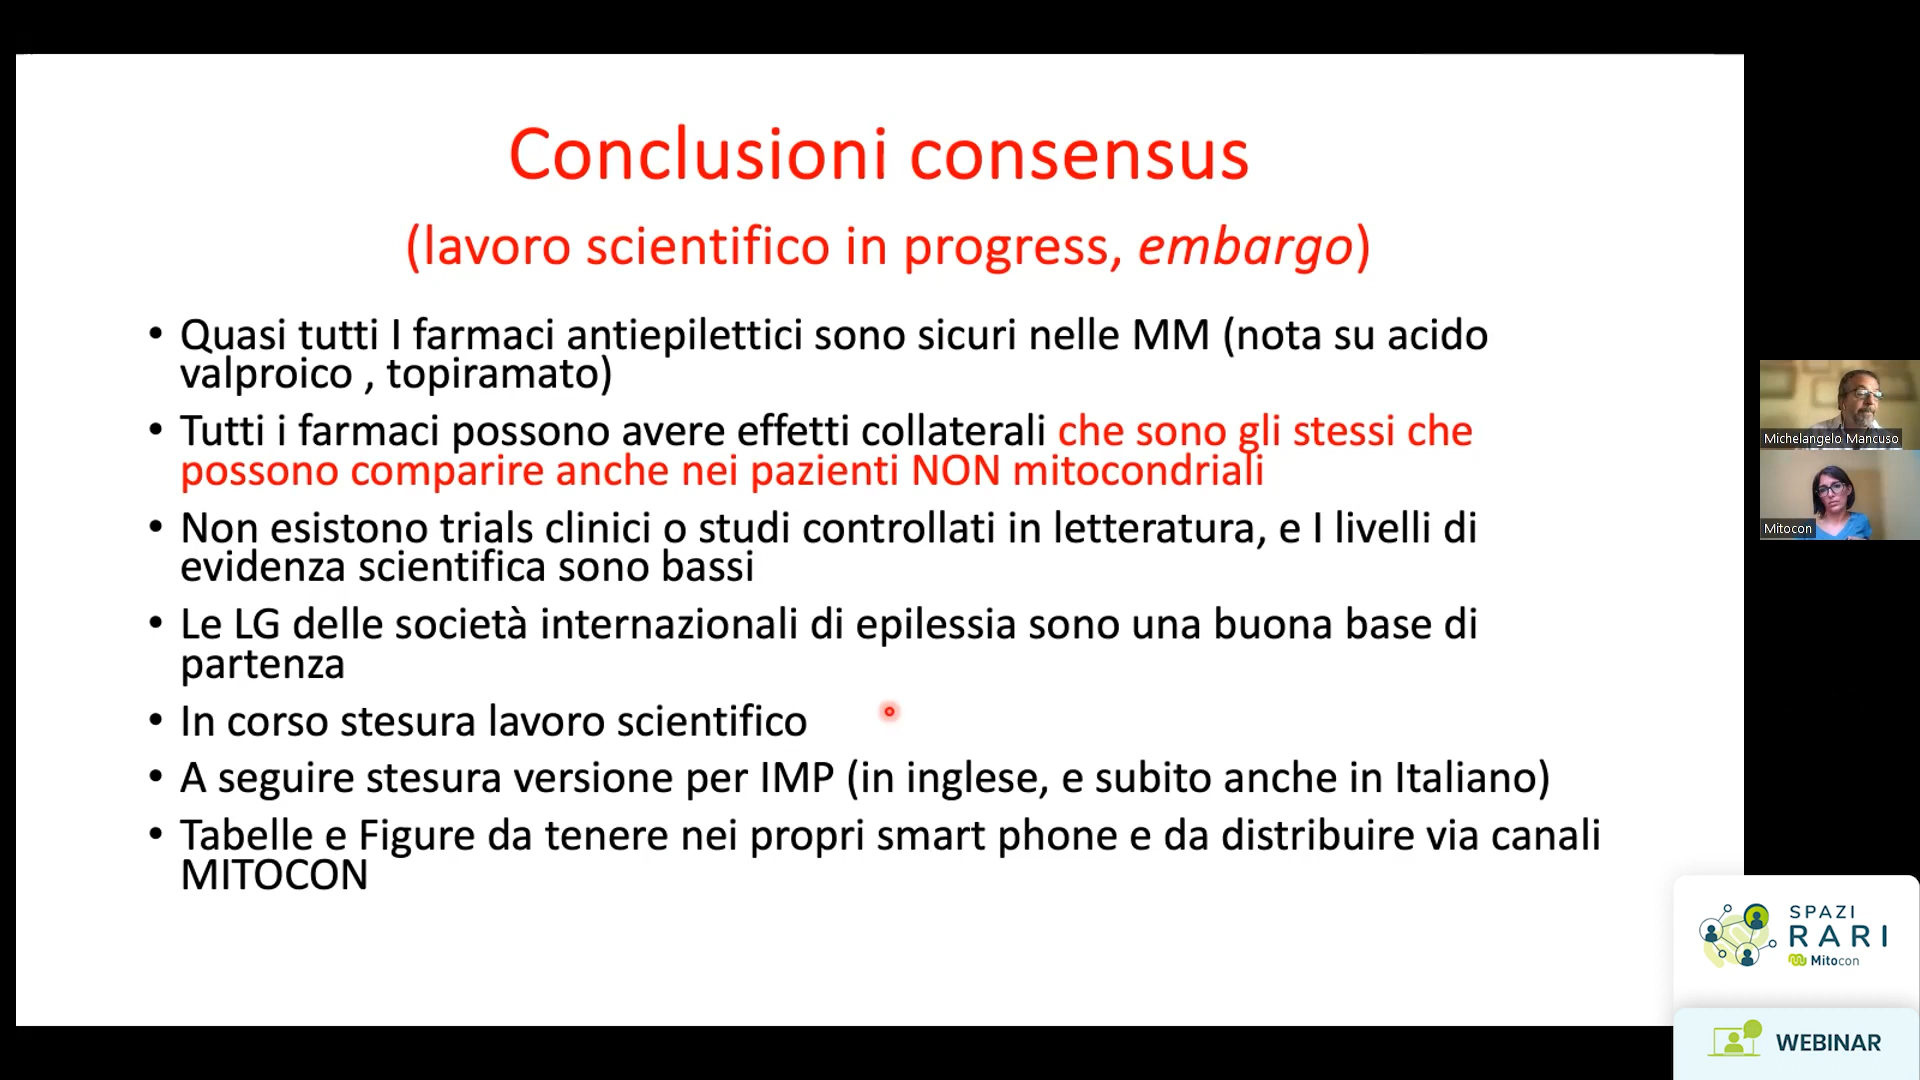 Conclusioni consensus
(lavoro scientifico in progress, embargo)
• Quasi tutti I farmaci antiepilettici sono sicuri nelle MM (nota su acido
valproico , topiramato)
• Tutti i farmaci possono avere effetti collaterali che sono gli stessi che
possono comparire anche nei pazienti NON mitocondriali
• Non esistono trials clinici o studi controllati in letteratura, e I livelli di
evidenza scientifica sono bassi
• Le LG delle società internazionali di epilessia sono una buona base di
partenza
• In corso stesura lavoro scientifico
• A seguire stesura versione per IMP (in inglese, e subito anche in Italiano)
• Tabelle e Figure da tenere nei propri smart phone e da distribuire via canali
MITOCON
Michelangelo Mancuso
Mitocon
SPAZI
RARI
Mitocon
WEBINAR